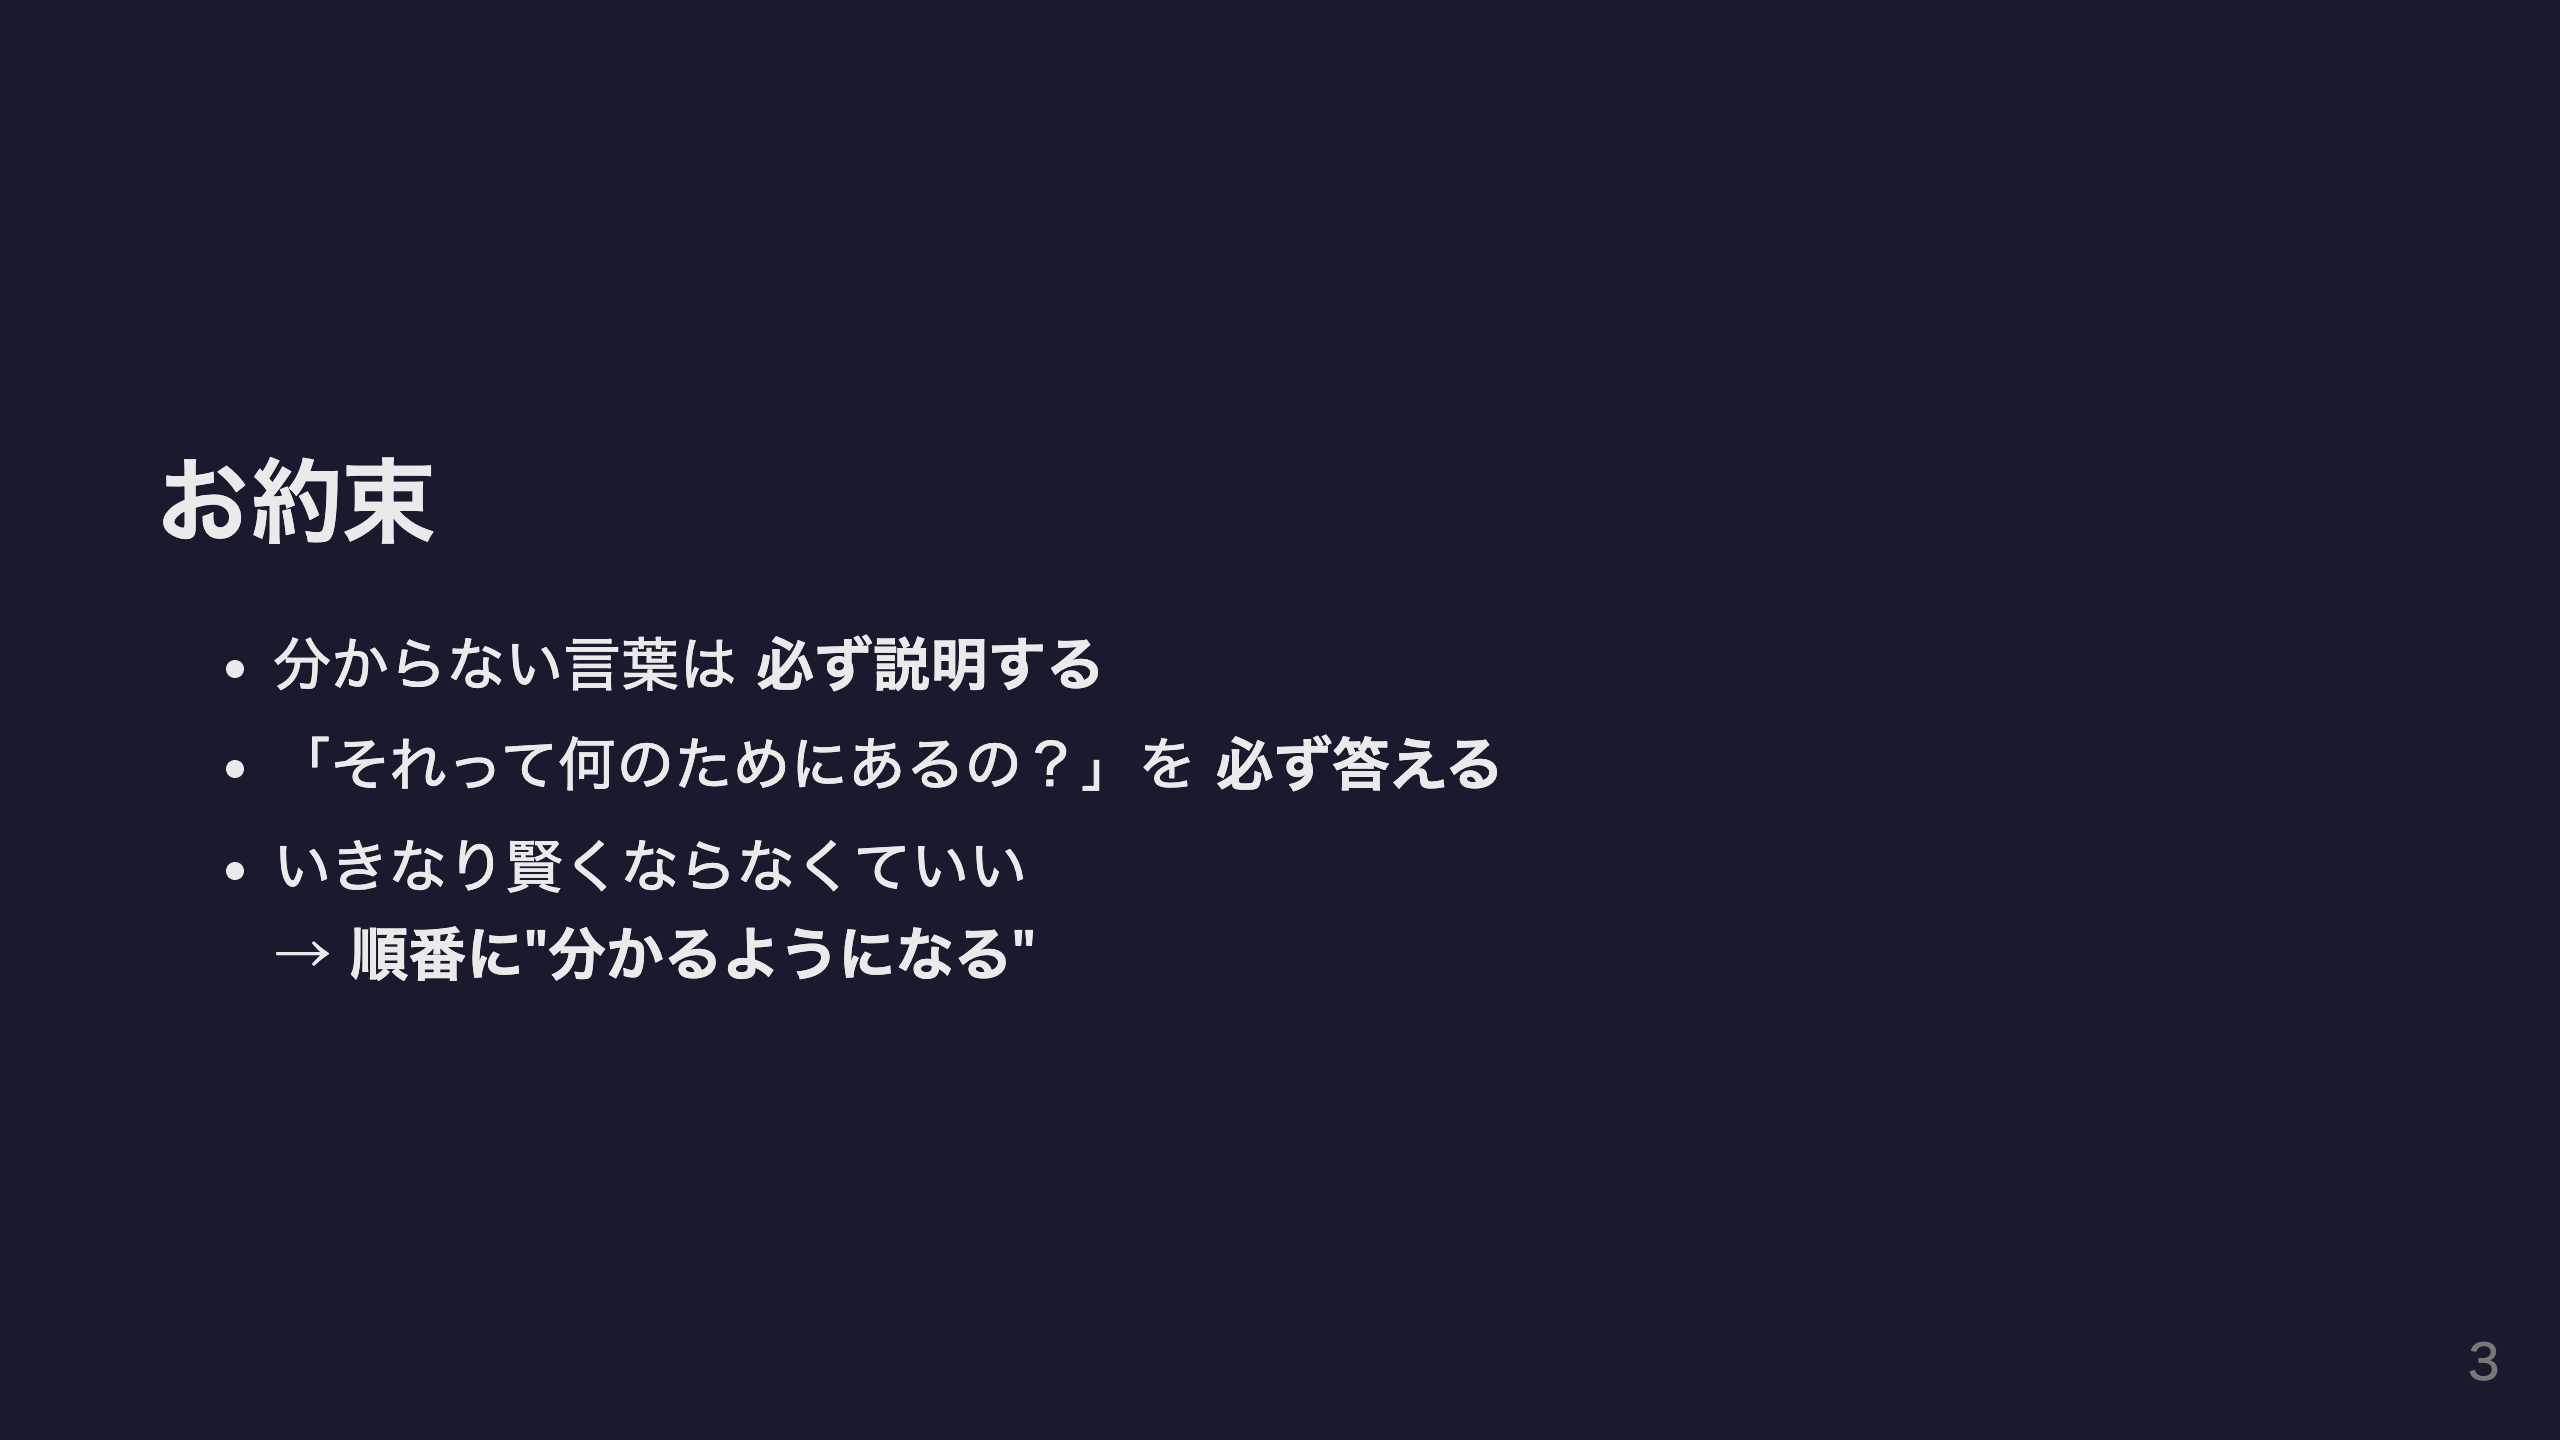 お約束
• 分からない言葉は 必ず説明する
• 「それって何のためにあるの？」を 必ず答える
• いきなり賢くならなくていい
→ 順番に"分かるようになる"
3